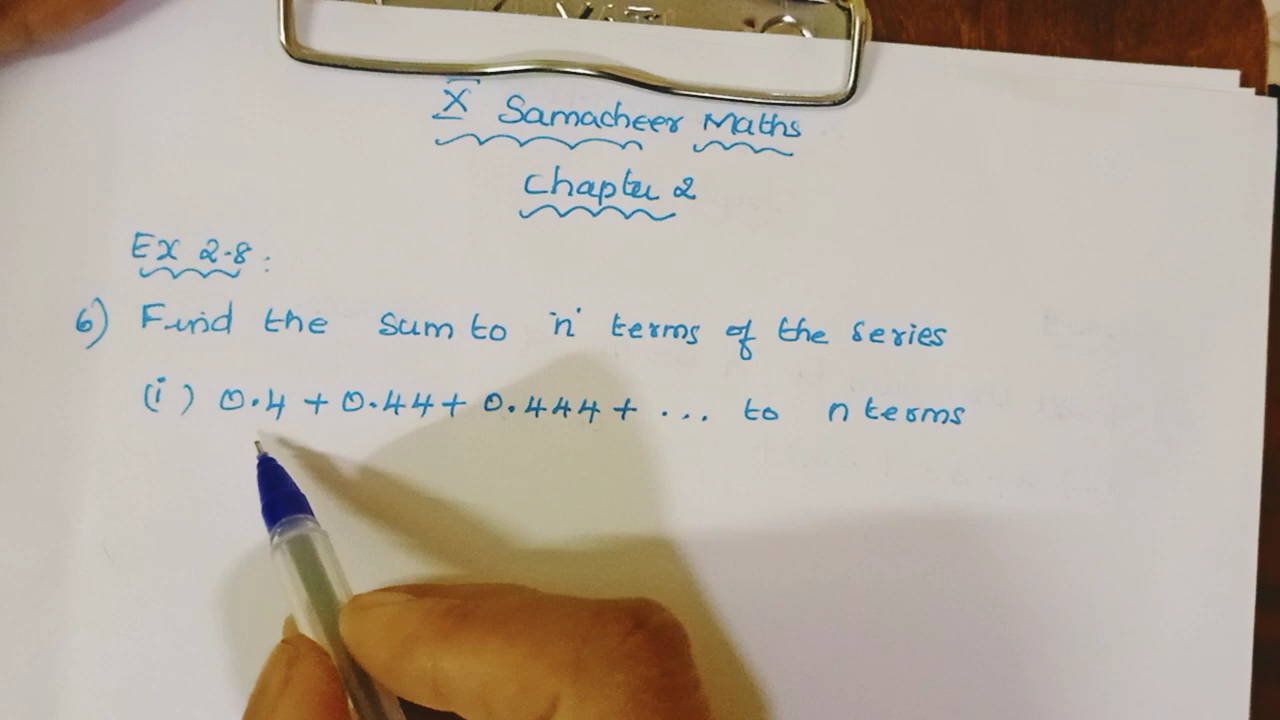 X Samacheer Maths
Chapter 2
Ex 2.8:
6) Find the sum to 'n' terms of the series
(i) 0.4 + 0.44 + 0.444 + ... to n terms